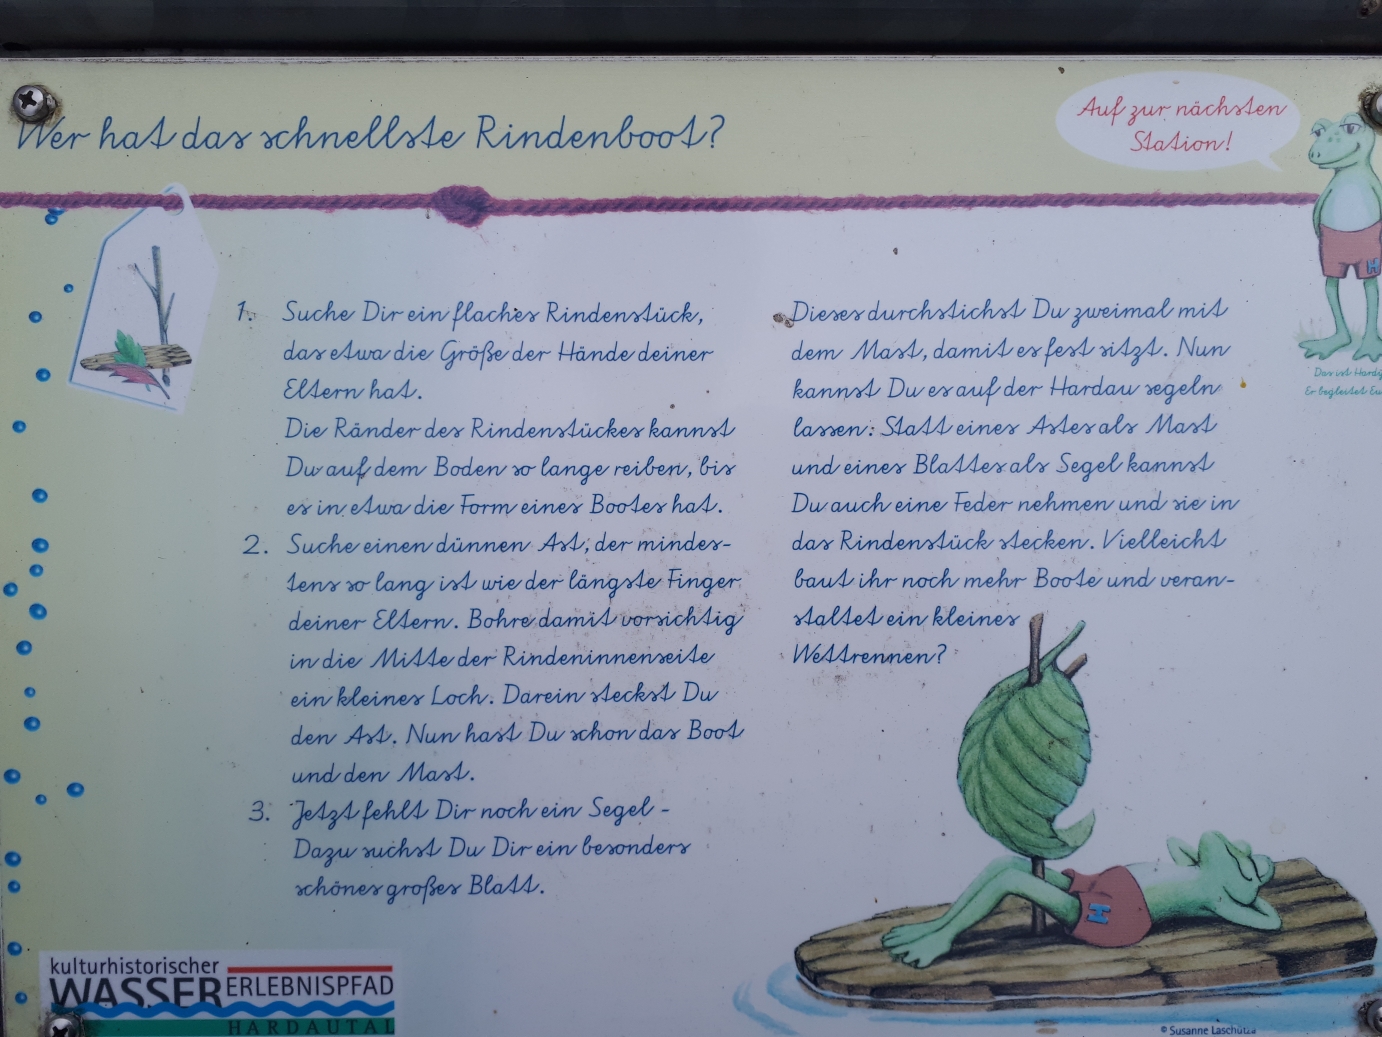 Wer hat das schnellste Rindenboot?
Auf zur nächsten
Station!
1. Suche Dir ein flaches Rindenstück,
das etwa die Größe der Hände deiner
Eltern hat.
Die Ränder des Rindenstückes kannst
Du auf dem Boden so lange reiben, bis
es in etwa die Form eines Bootes hat.
2. Suche einen dünnen Ast, der mindes-
tens so lang ist wie der längste Finger
deiner Eltern. Bohre damit vorsichtig
in die Mitte der Rindeninnenseite
ein kleines Loch. Darein steckst Du
den Ast. Nun hast Du schon das Boot
und den Mast.
3. Jetzt fehlt Dir noch ein Segel -
Dazu suchst Du Dir ein besonders
schönes großes Blatt.
Dieses durchstichst Du zweimal mit
dem Mast, damit es fest sitzt. Nun
kannst Du es auf der Hardau segeln
lassen: Statt eines Astes als Mast
und eines Blattes als Segel kannst
Du auch eine Feder nehmen und sie in
das Rindenstück stecken. Vielleicht
baut ihr noch mehr Boote und veran-
staltet ein kleines
Wettrennen?
Das ist Hardy
Er begleitet Eu
H
H
kulturhistorischer
WASSER ERLEBNISPFAD
HARDAUTAL
© Susanne Laschütza